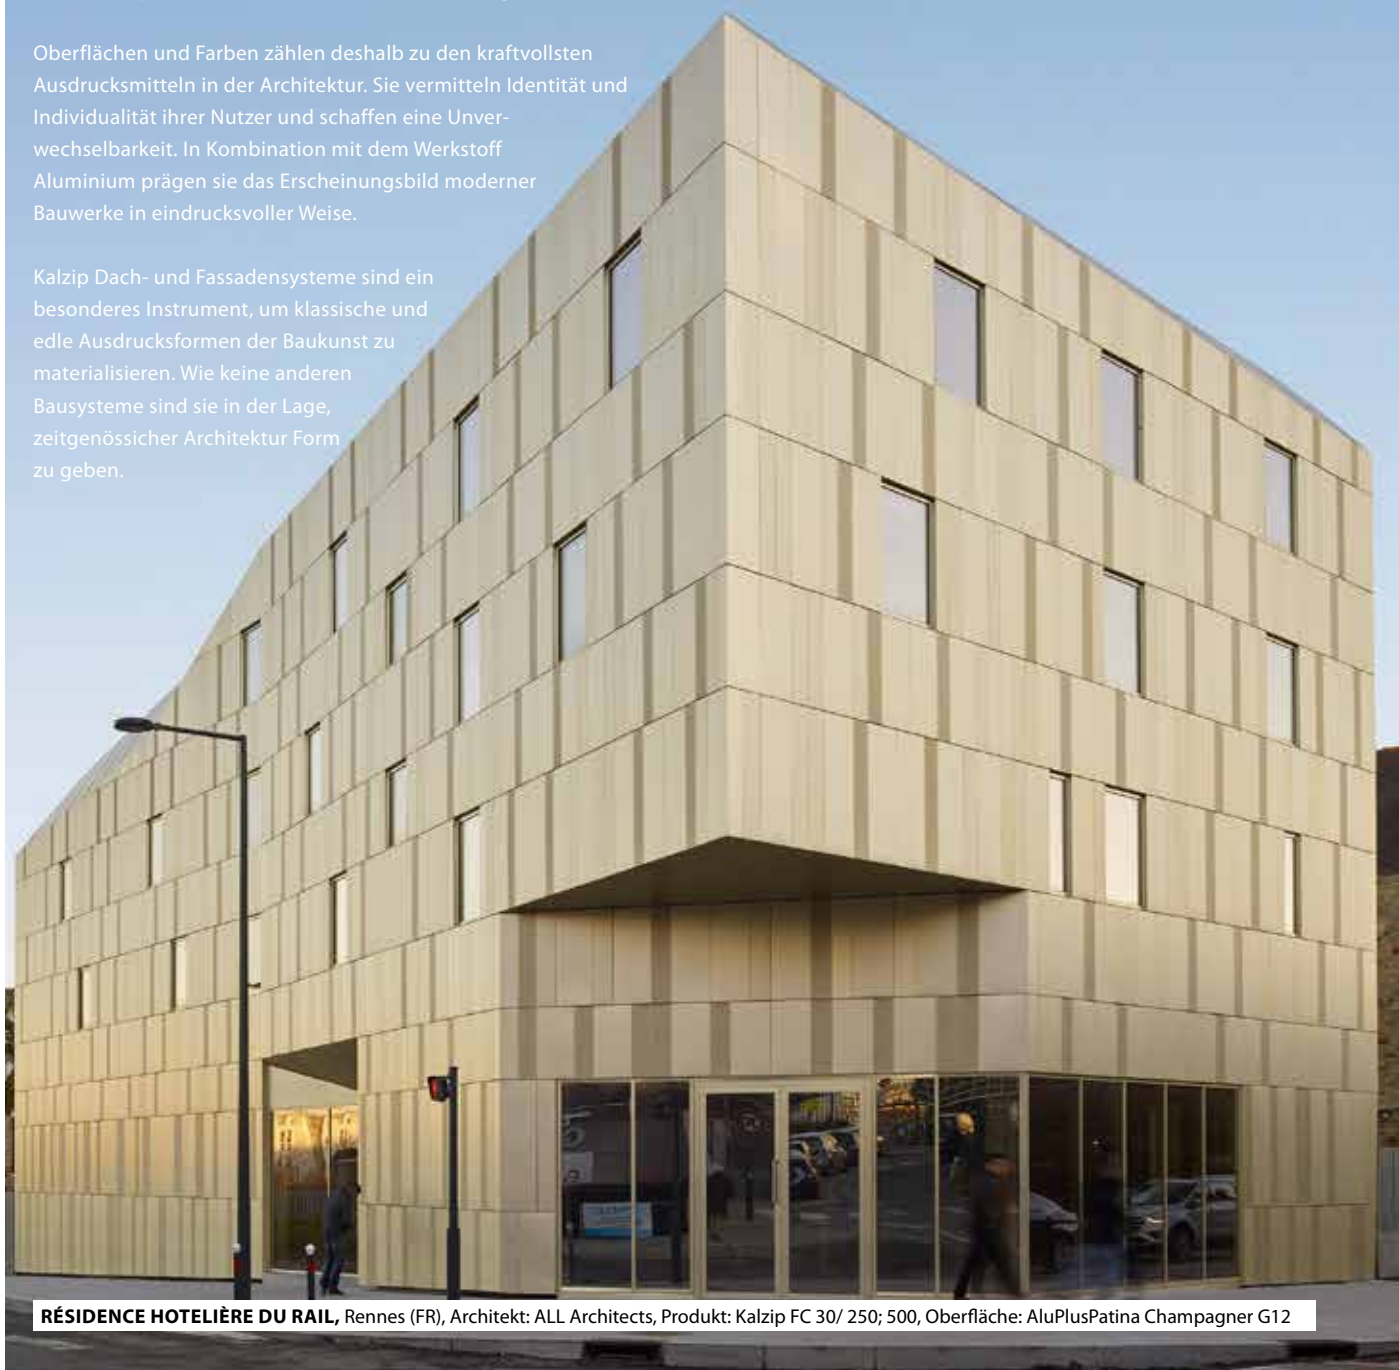 Oberflächen und Farben zählen deshalb zu den kraftvollsten
Ausdrucksmitteln in der Architektur. Sie vermitteln Identität und
Individualität ihrer Nutzer und schaffen eine Unver-
wechselbarkeit. In Kombination mit dem Werkstoff
Aluminium prägen sie das Erscheinungsbild moderner
Bauwerke in eindrucksvoller Weise.
Kalzip Dach- und Fassadensysteme sind ein
besonderes Instrument, um klassische und
edle Ausdrucksformen der Baukunst zu
materialisieren. Wie keine anderen
Bausysteme sind sie in der Lage,
zeitgenössicher Architektur Form
zu geben.
RÉSIDENCE HOTELIÈRE DU RAIL, Rennes (FR), Architekt: ALL Architects, Produkt: Kalzip FC 30/ 250; 500, Oberfläche: AluPlusPatina Champagner G12